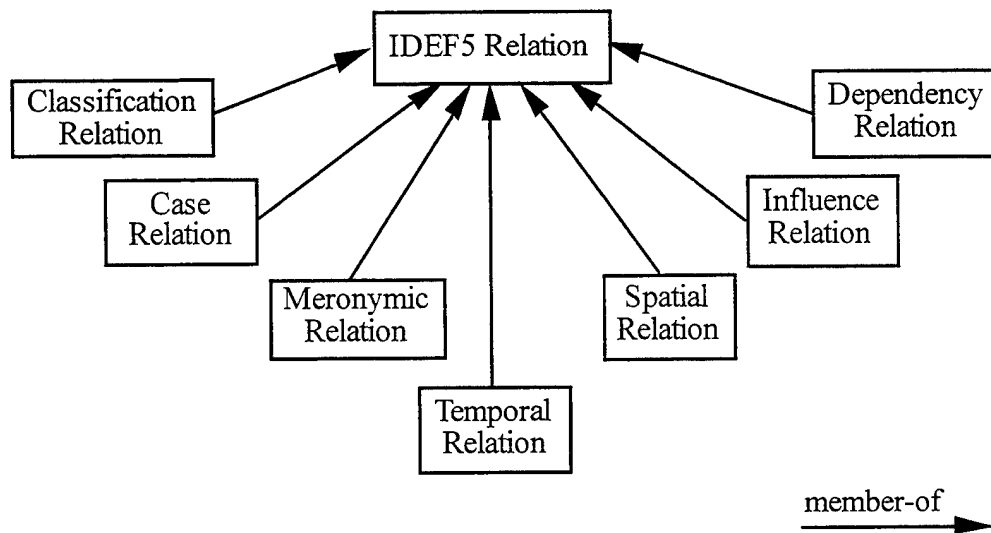 IDEF5 Relation
Classification
Relation
Dependency
Relation
Case
Relation
Influence
Relation
Meronymic
Relation
Spatial
Relation
Temporal
Relation
member-of